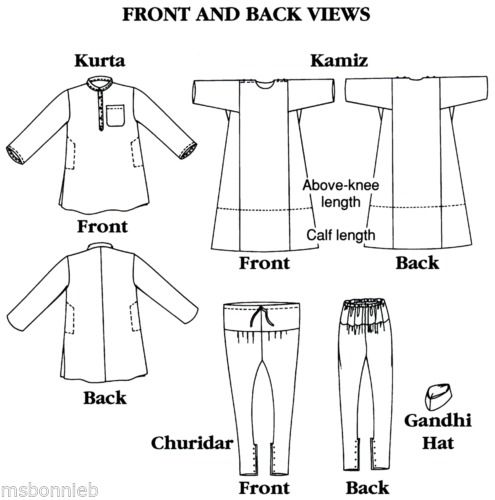 FRONT AND BACK VIEWS
Kurta
Kamiz
Above-knee
length
Calf length
Front
Front
Back
Back
Churidar
Gandhi
Hat
Front
Back
msbonnieb